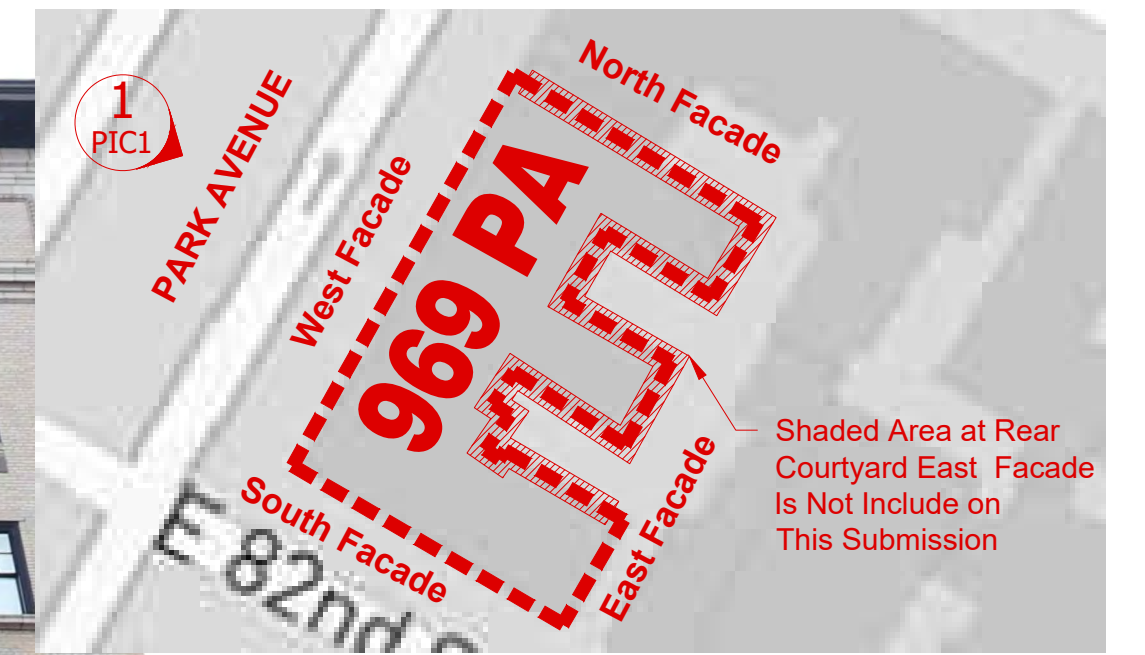 1
PIC1
PARK AVENUE
North Facade
West Facade
969 PA
South Facade
East Facade
E 82nd
Shaded Area at Rear
Courtyard East Facade
Is Not Include on
This Submission